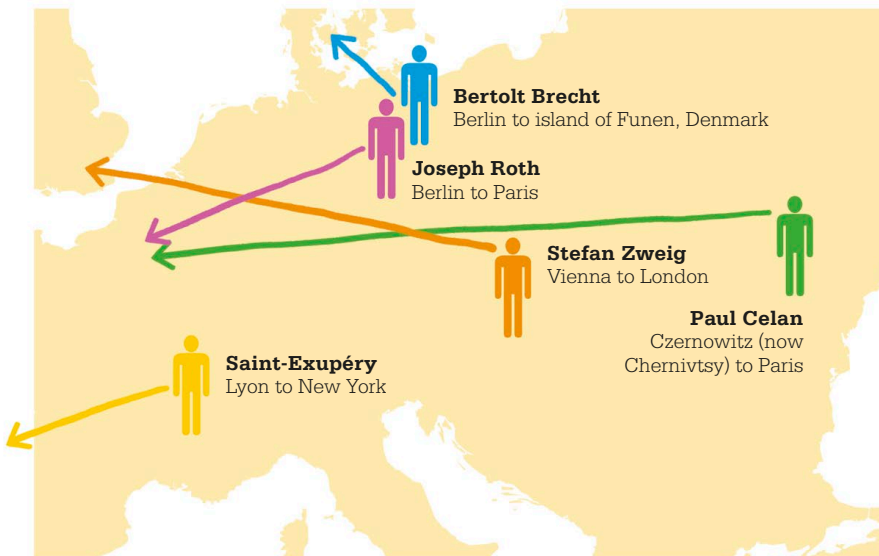 Bertolt Brecht
Berlin to island of Funen, Denmark
Joseph Roth
Berlin to Paris
Stefan Zweig
Vienna to London
Paul Celan
Czernowitz (now
Chernivtsy) to Paris
Saint-Exupéry
Lyon to New York